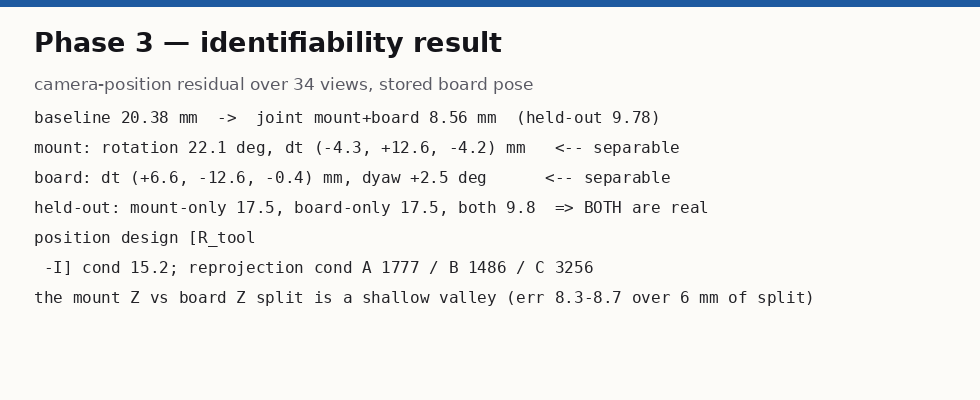 Phase 3 — identifiability result
camera-position residual over 34 views, stored board pose
baseline 20.38 mm  ->  joint mount+board 8.56 mm  (held-out 9.78)
mount: rotation 22.1 deg, dt (-4.3, +12.6, -4.2) mm   <-- separable
board: dt (+6.6, -12.6, -0.4) mm, dyaw +2.5 deg      <-- separable
held-out: mount-only 17.5, board-only 17.5, both 9.8  => BOTH are real
position design [R_tool
 -I] cond 15.2; reprojection cond A 1777 / B 1486 / C 3256
the mount Z vs board Z split is a shallow valley (err 8.3-8.7 over 6 mm of split)